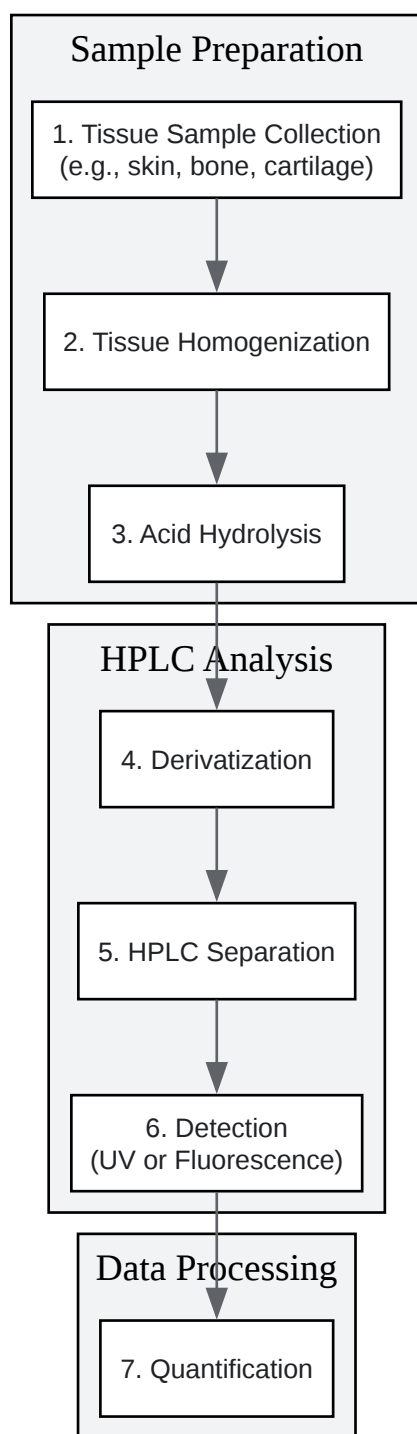 Sample Preparation
1. Tissue Sample Collection
(e.g., skin, bone, cartilage)
2. Tissue Homogenization
3. Acid Hydrolysis
HPLC Analysis
4. Derivatization
5. HPLC Separation
6. Detection
(UV or Fluorescence)
Data Processing
7. Quantification